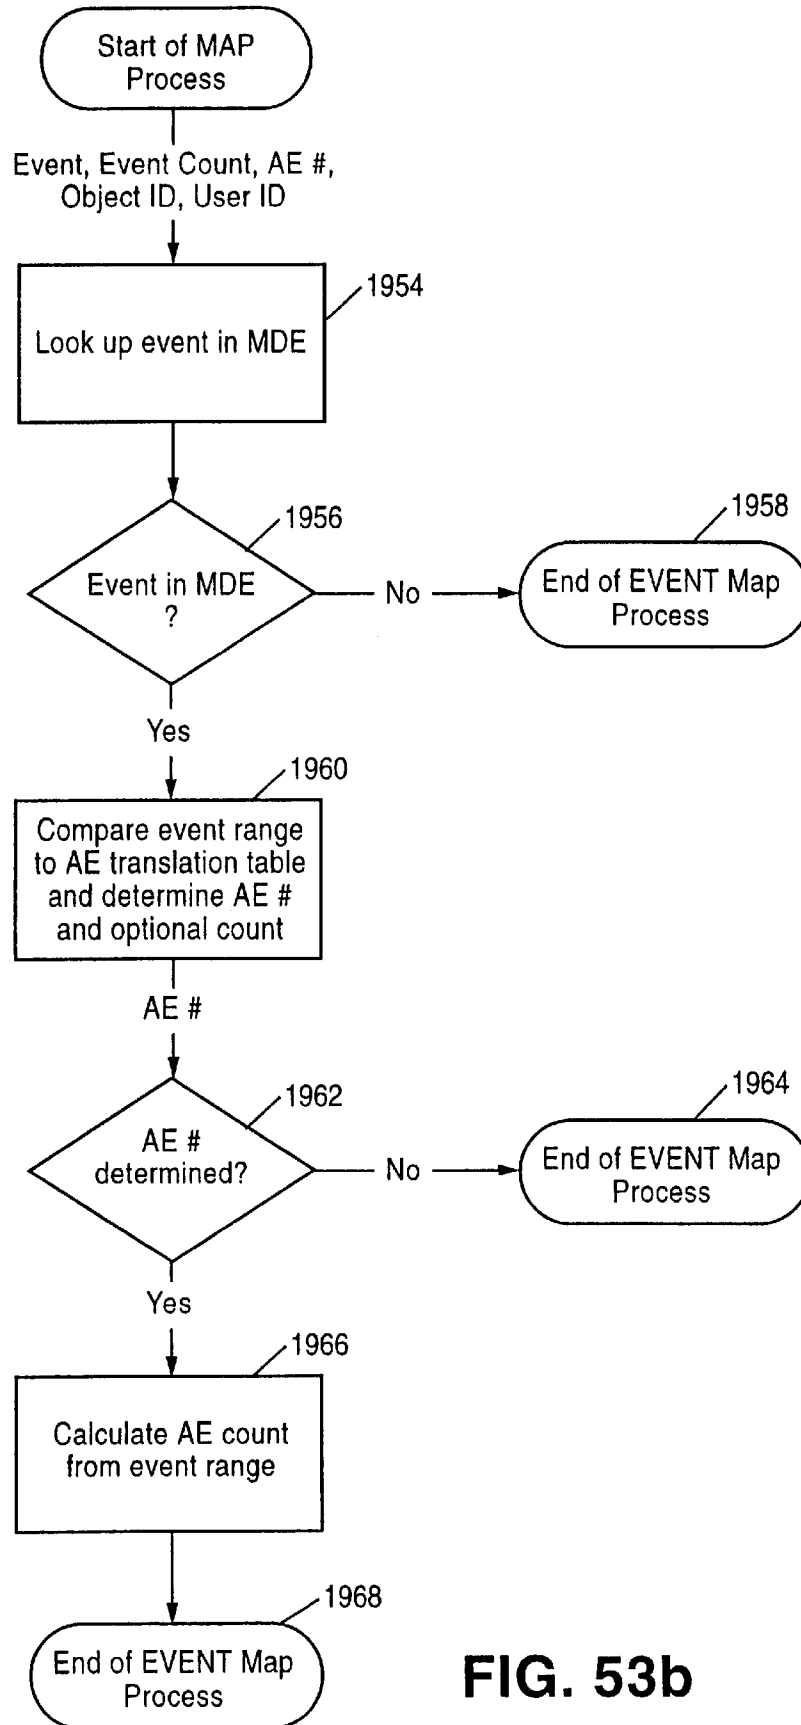 Start of MAP
Process
Event, Event Count, AE #,
Object ID, User ID
1954
Look up event in MDE
1956
Event in MDE
?
No
1958
End of EVENT Map
Process
Yes
1960
Compare event range
to AE translation table
and determine AE #
and optional count
AE #
1962
AE #
determined?
No
1964
End of EVENT Map
Process
Yes
1966
Calculate AE count
from event range
1968
End of EVENT Map
Process
FIG. 53b